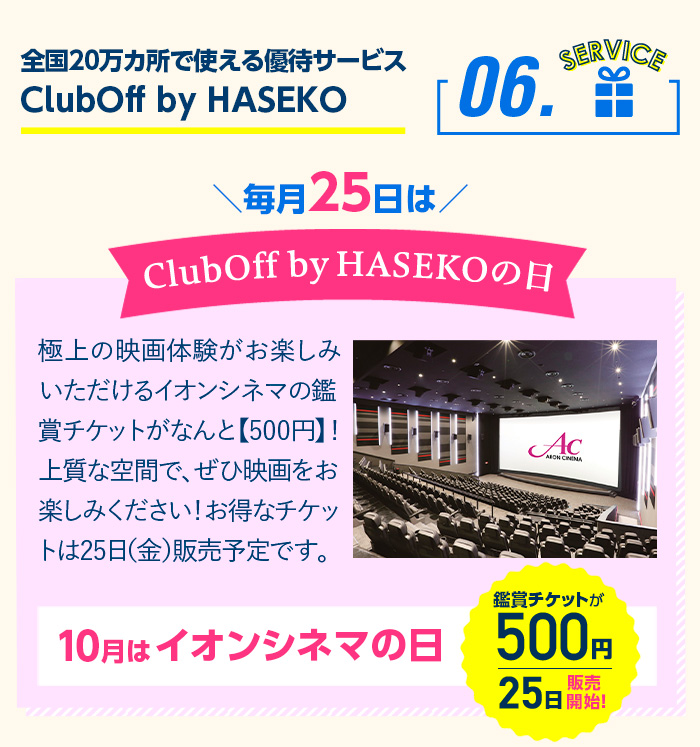 全国20万カ所で使える優待サービス
ClubOff by HASEKO
06.
SERVICE
毎月25日は
ClubOff by HASEKOの日
極上の映画体験がお楽しみ
いただけるイオンシネマの鑑
賞チケットがなんと【500円】！
上質な空間で、ぜひ映画をお
楽しみください！お得なチケッ
トは25日(金)販売予定です。
AC
AEON CINEMA
10月はイオンシネマの日
鑑賞チケットが
500円
25日販売開始！